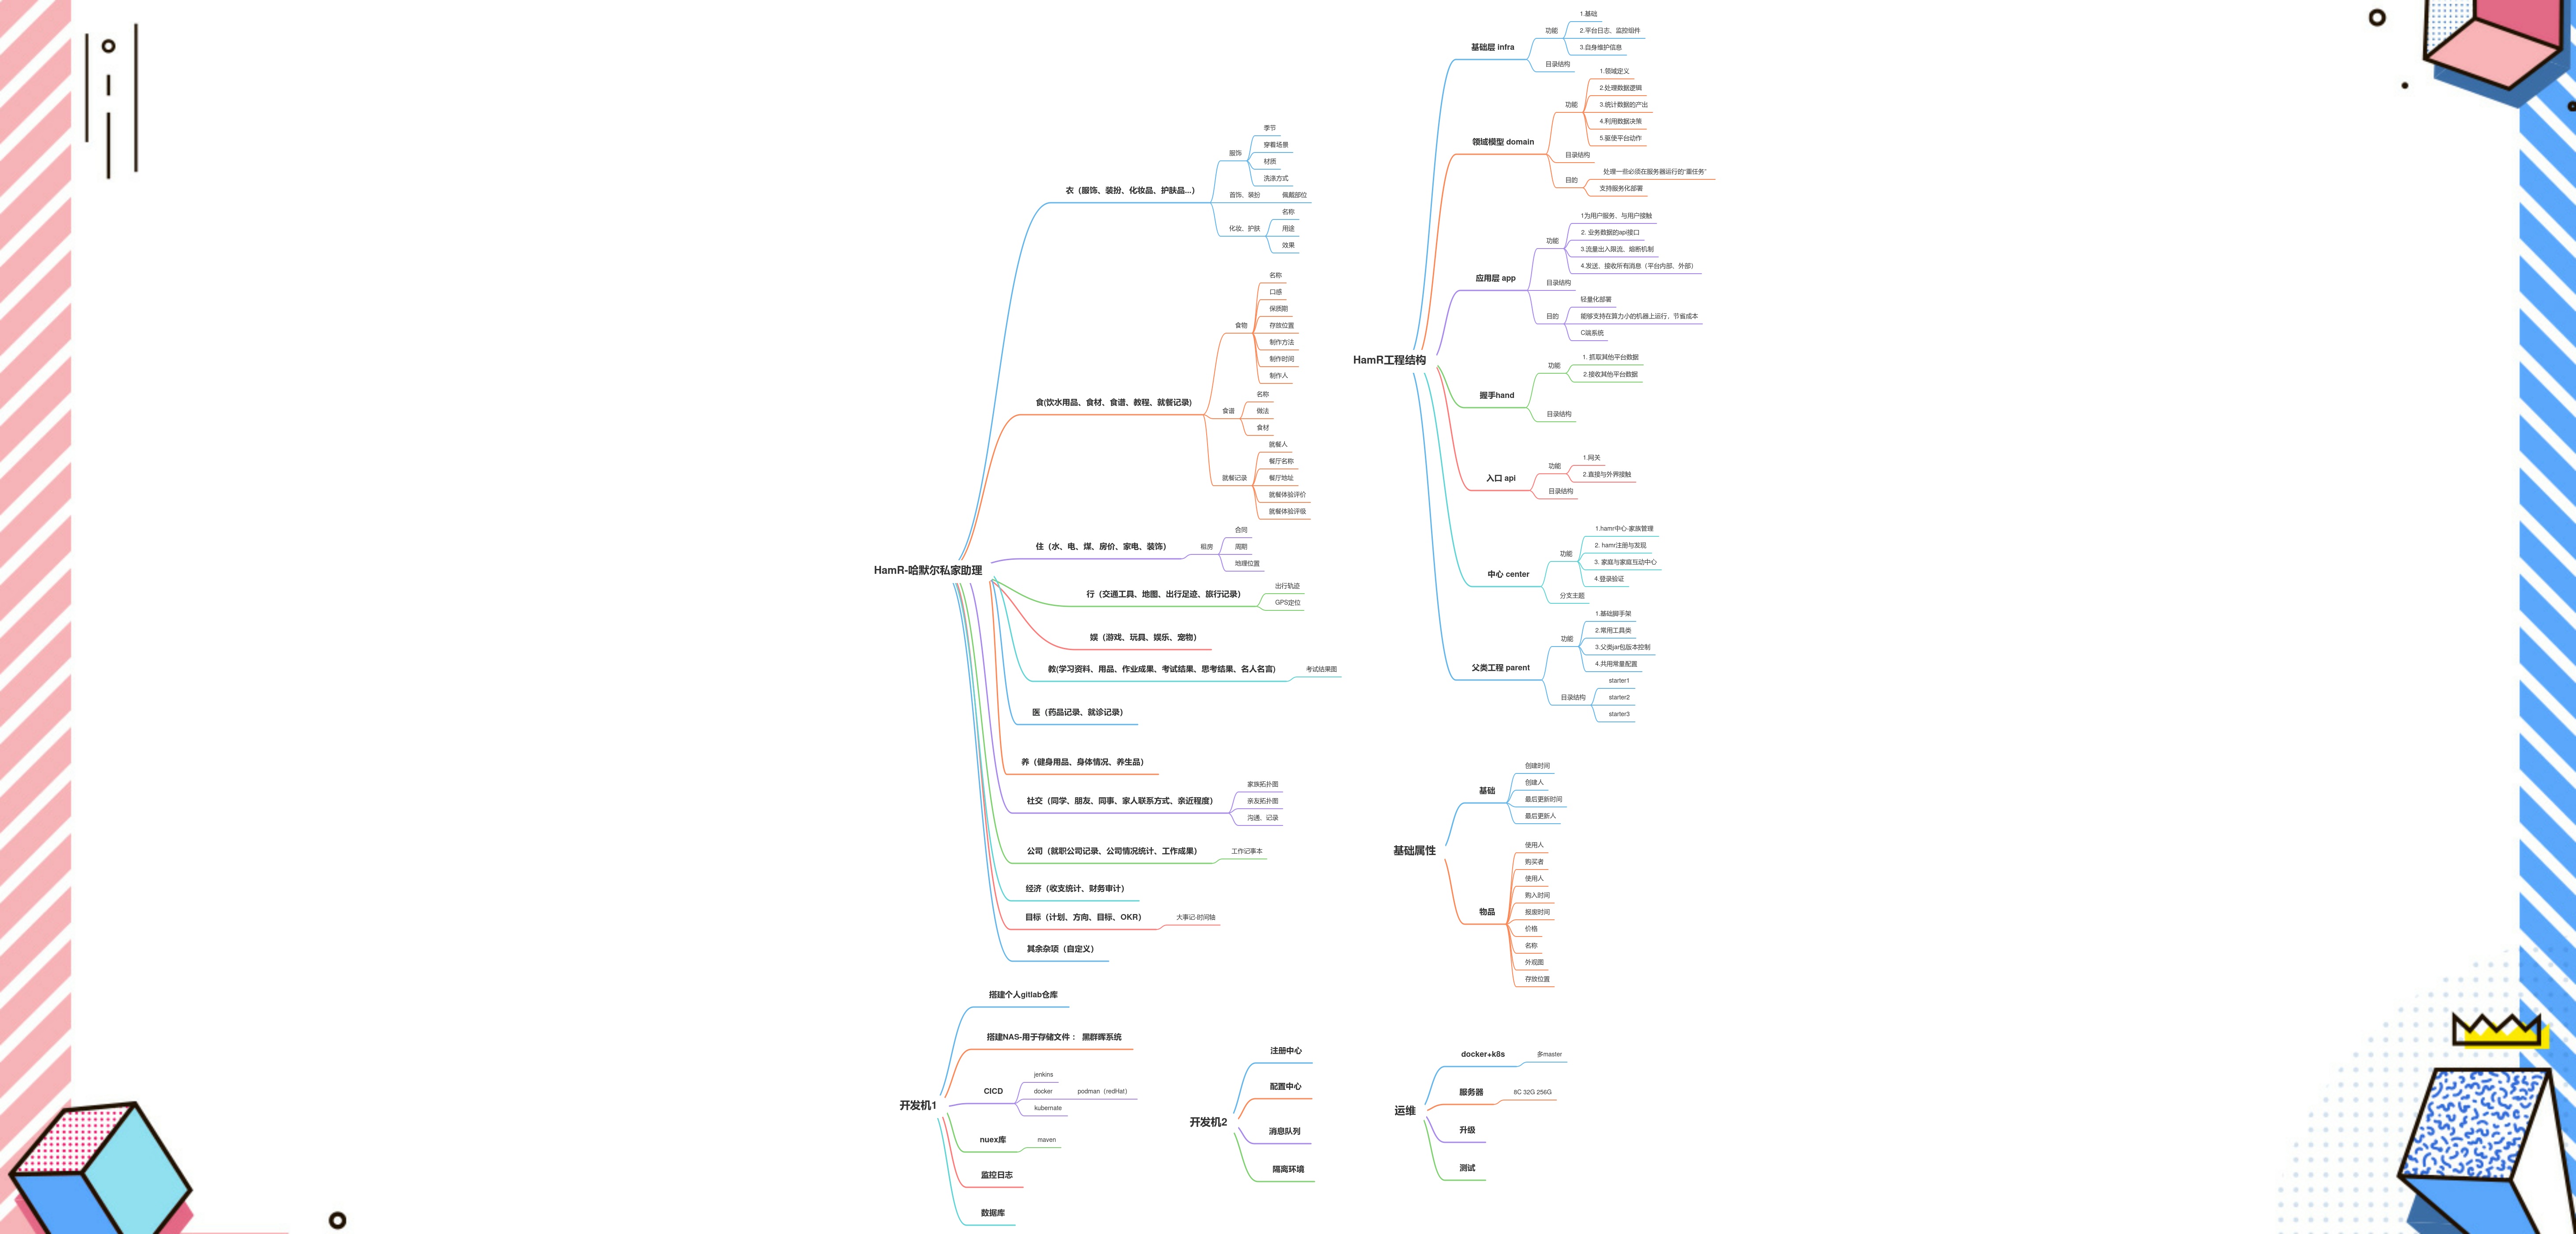 HamR-哈默尔私家助理
衣（服饰、装扮、化妆品、护肤品...）
服饰
季节
穿着场景
材质
洗涤方式
首饰、装扮
佩戴部位
化妆、护肤
名称
用途
效果
食(饮水用品、食材、食谱、教程、就餐记录)
食物
名称
口感
保质期
存放位置
制作方法
制作时间
制作人
食谱
名称
做法
食材
就餐记录
就餐人
餐厅名称
餐厅地址
就餐体验评价
就餐体验评级
住（水、电、煤、房价、家电、装饰）
租房
合同
周期
地理位置
行（交通工具、地图、出行足迹、旅行记录）
出行轨迹
GPS定位
娱（游戏、玩具、娱乐、宠物）
教(学习资料、用品、作业成果、考试结果、思考结果、名人名言)
考试结果图
医（药品记录、就诊记录）
养（健身用品、身体情况、养生品）
社交（同学、朋友、同事、家人联系方式、亲近程度）
家族拓扑图
亲友拓扑图
沟通、记录
公司（就职公司记录、公司情况统计、工作成果）
工作记事本
经济（收支统计、财务审计）
目标（计划、方向、目标、OKR）
大事记-时间轴
其余杂项（自定义）
HamR工程结构
基础层 infra
功能
1.基础
2.平台日志、监控组件
3.自身维护信息
目录结构
领域模型 domain
功能
1.领域定义
2.处理数据逻辑
3.统计数据的产出
4.利用数据决策
5.驱使平台动作
目录结构
目的
处理一些必须在服务器运行的“重任务”
支持服务化部署
应用层 app
功能
1为用户服务、与用户接触
2. 业务数据的api接口
3.流量出入限流、熔断机制
4.发送、接收所有消息（平台内部、外部）
目录结构
目的
轻量化部署
能够支持在算力小的机器上运行，节省成本
C端系统
握手hand
功能
1. 抓取其他平台数据
2.接收其他平台数据
目录结构
入口 api
功能
1.网关
2.直接与外界接触
目录结构
中心 center
功能
1.hamr中心-家族管理
2. hamr注册与发现
3. 家庭与家庭互动中心
4.登录验证
分支主题
父类工程 parent
功能
1.基础脚手架
2.常用工具类
3.父类jar包版本控制
4.共用常量配置
目录结构
starter1
starter2
starter3
基础属性
基础
创建时间
创建人
最后更新时间
最后更新人
物品
使用人
购买者
使用人
购入时间
报废时间
价格
名称
外观图
存放位置
开发机1
搭建个人gitlab仓库
搭建NAS-用于存储文件： 黑群晖系统
CICD
jenkins
docker
podman（redHat）
kubernate
nuex库
maven
监控日志
数据库
开发机2
注册中心
配置中心
消息队列
隔离环境
运维
docker+k8s
多master
服务器
8C 32G 256G
升级
测试